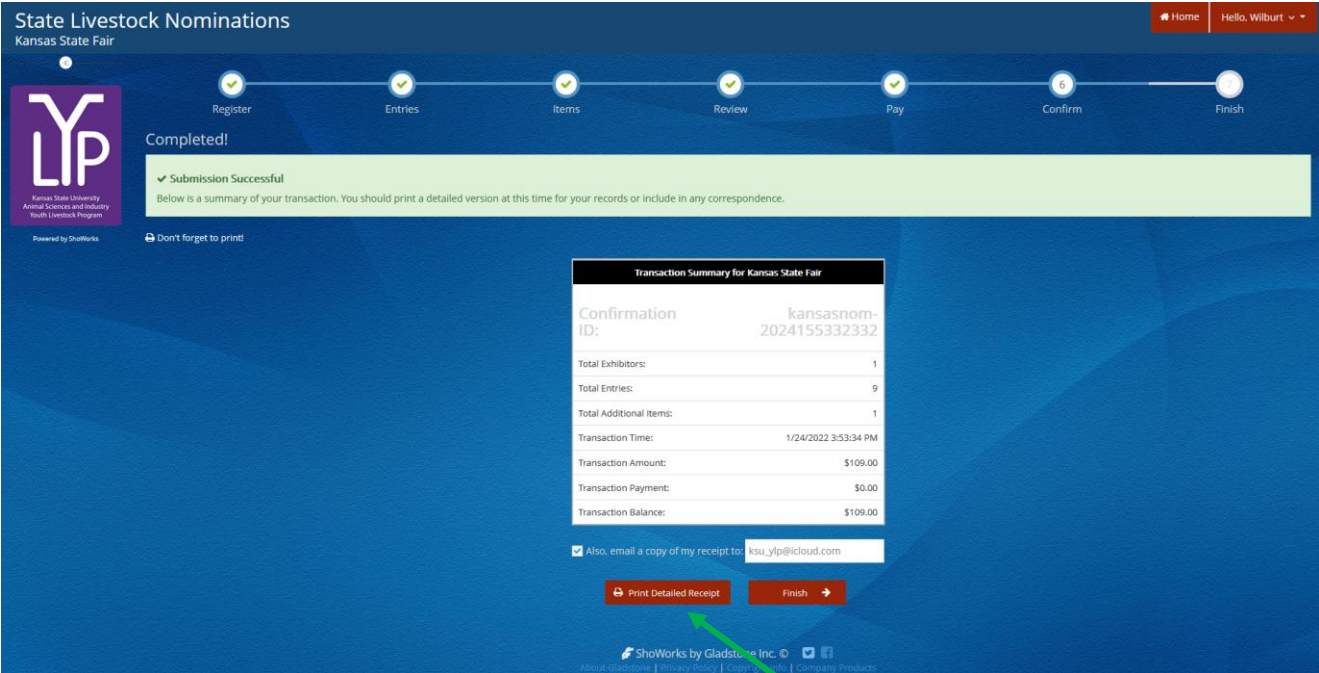 State Livestock Nominations
Kansas State Fair
Home
Hello, Wilburt
Register
Entries
Items
Review
Pay
6
Confirm
7
Finish
YLP
Kansas State University
Animal Sciences and Industry
Youth Livestock Program
Powered by ShoWorks
Completed!
Submission Successful
Below is a summary of your transaction. You should print a detailed version at this time for your records or include in any correspondence.
Don't forget to print!
Transaction Summary for Kansas State Fair
Confirmation ID: kansasnom-2024155332332
Total Exhibitors: 1
Total Entries: 9
Total Additional Items: 1
Transaction Time: 1/24/2022 3:53:34 PM
Transaction Amount: $109.00
Transaction Payment: $0.00
Transaction Balance: $109.00
Also, email a copy of my receipt to: ksu_ylp@icloud.com
Print Detailed Receipt
Finish
ShoWorks by Gladstone Inc. ©
About Gladstone | Privacy Policy | Copyright Info | Company Products